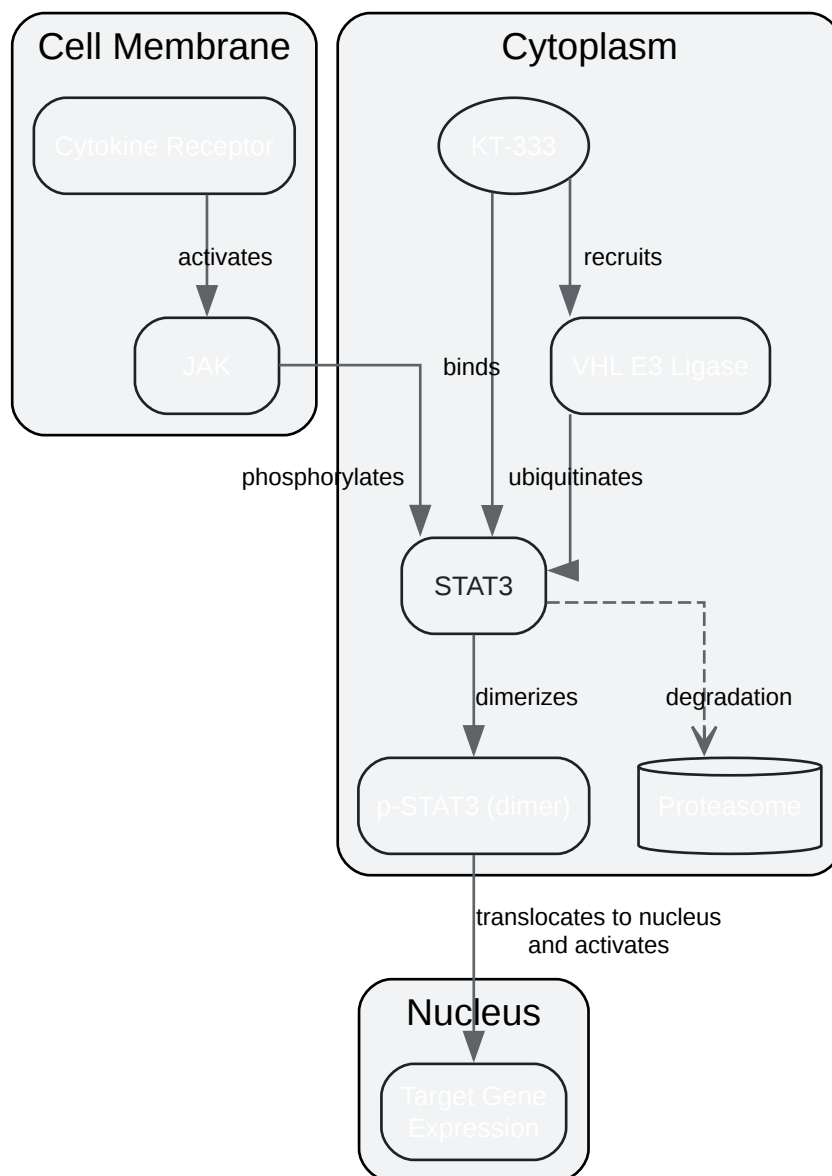 Cell Membrane
Cytoplasm
Cytokine Receptor
KT-333
activates
recruits
JAK
binds
VHL E3 Ligase
phosphorylates
ubiquitinates
STAT3
dimerizes
degradation
p-STAT3 (dimer)
Proteasome
translocates to nucleus
and activates
Nucleus
Target Gene
Expression